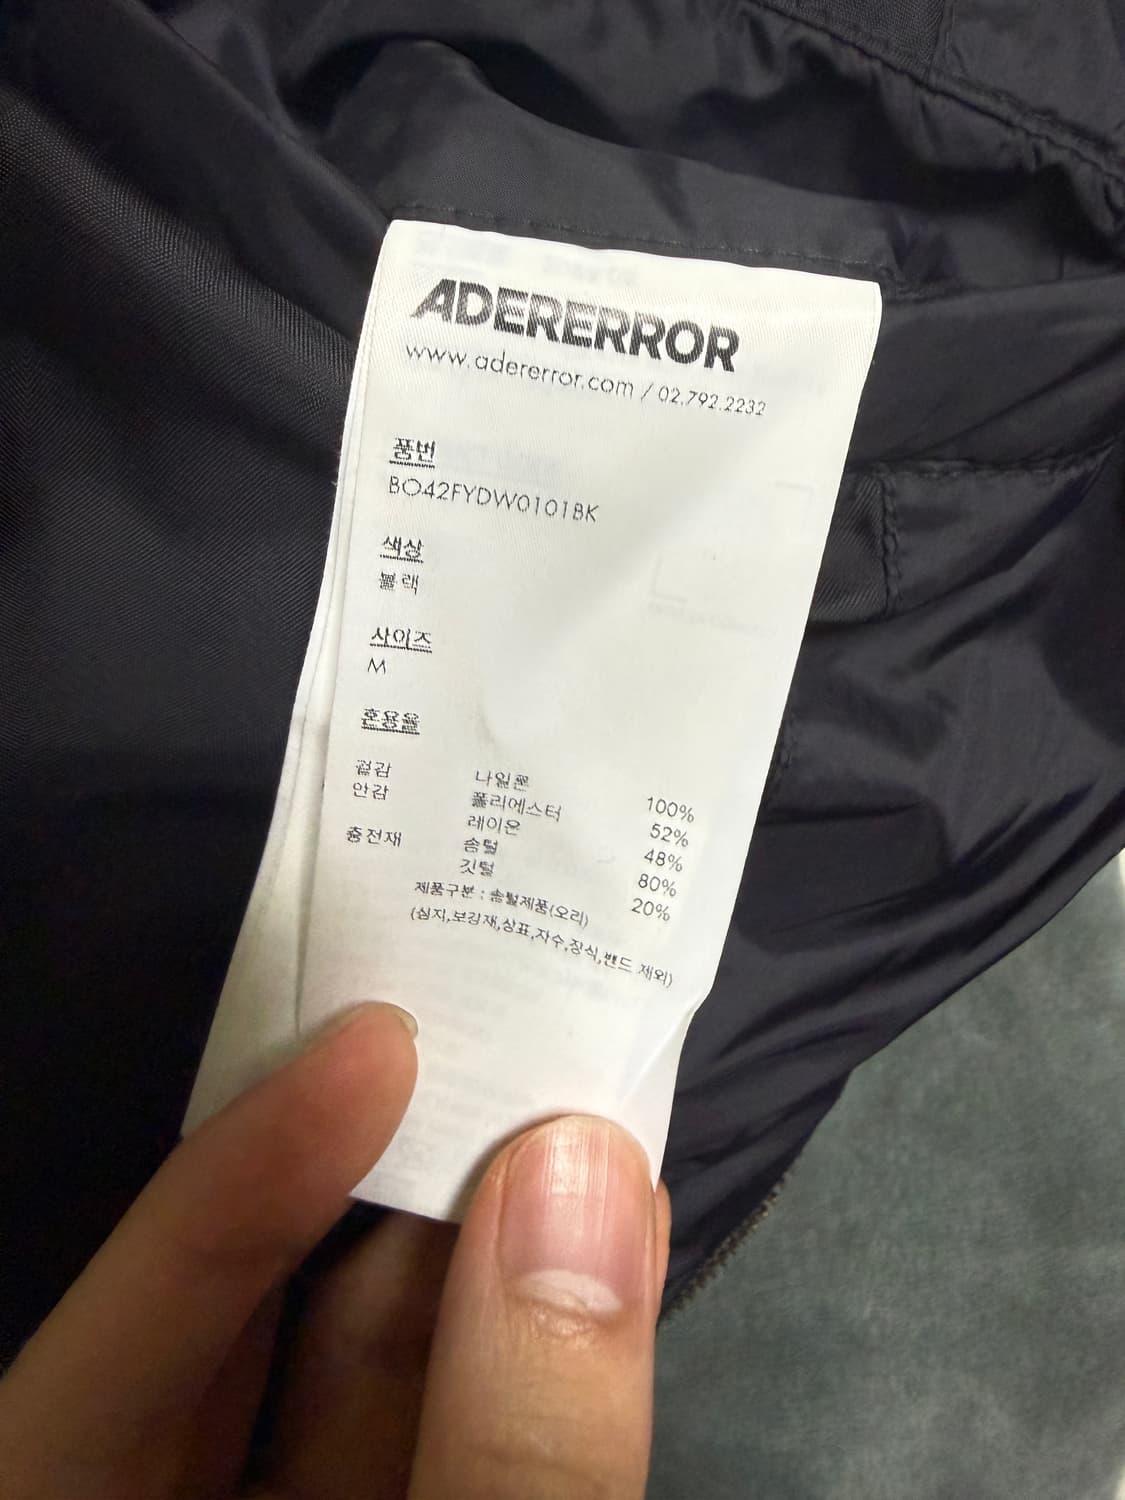 ADERERROR
www.adererror.com / 02.792.2232
품번
BO42FYDW0101BK
색상
블랙
사이즈
M
혼용율
겉감 나일론 100%
안감 폴리에스터 52%
레이온 48%
충전재 솜털 80%
깃털 20%
제품구분 : 솜털제품(오리)
(심지,보강재,상표,자수,장식,밴드 제외)